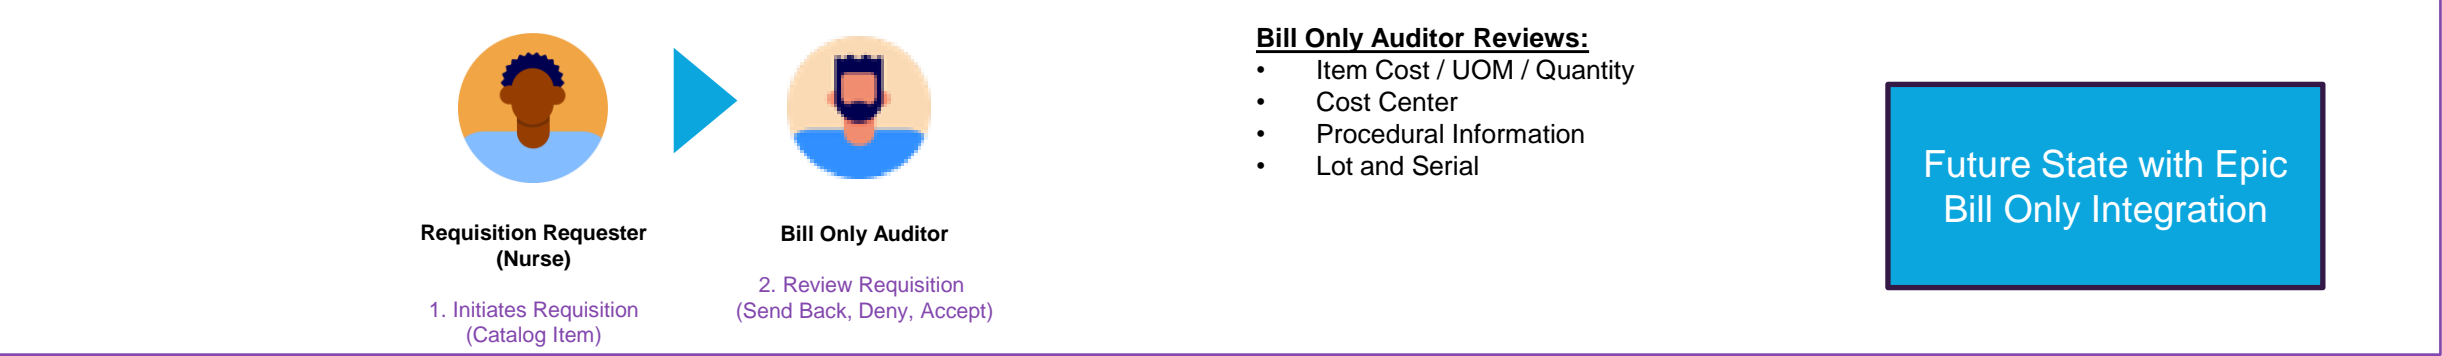 Requisition Requester
(Nurse)
1. Initiates Requisition
(Catalog Item)
Bill Only Auditor
2. Review Requisition
(Send Back, Deny, Accept)
Bill Only Auditor Reviews:
• Item Cost / UOM / Quantity
• Cost Center
• Procedural Information
• Lot and Serial
Future State with Epic
Bill Only Integration